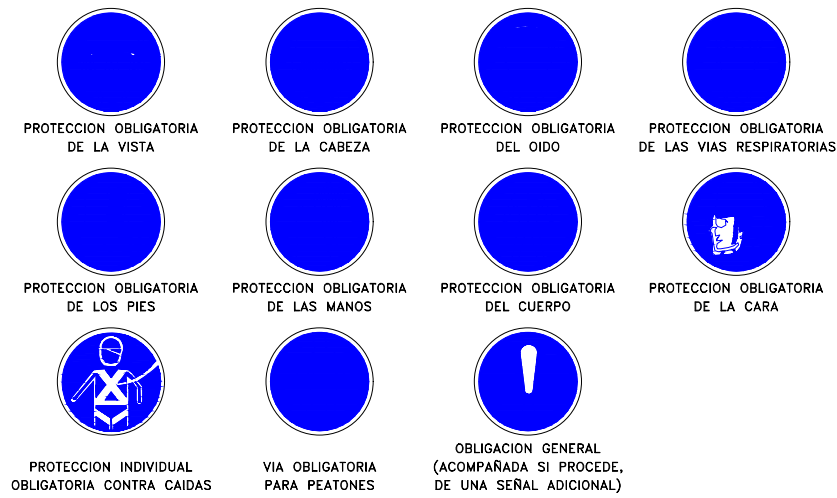 PROTECCION OBLIGATORIA
DE LA VISTA
PROTECCION OBLIGATORIA
DE LA CABEZA
PROTECCION OBLIGATORIA
DEL OIDO
PROTECCION OBLIGATORIA
DE LAS VIAS RESPIRATORIAS
PROTECCION OBLIGATORIA
DE LOS PIES
PROTECCION OBLIGATORIA
DE LAS MANOS
PROTECCION OBLIGATORIA
DEL CUERPO
PROTECCION OBLIGATORIA
DE LA CARA
PROTECCION INDIVIDUAL
OBLIGATORIA CONTRA CAIDAS
VIA OBLIGATORIA
PARA PEATONES
OBLIGACION GENERAL
(ACOMPAÑADA SI PROCEDE,
DE UNA SEÑAL ADICIONAL)